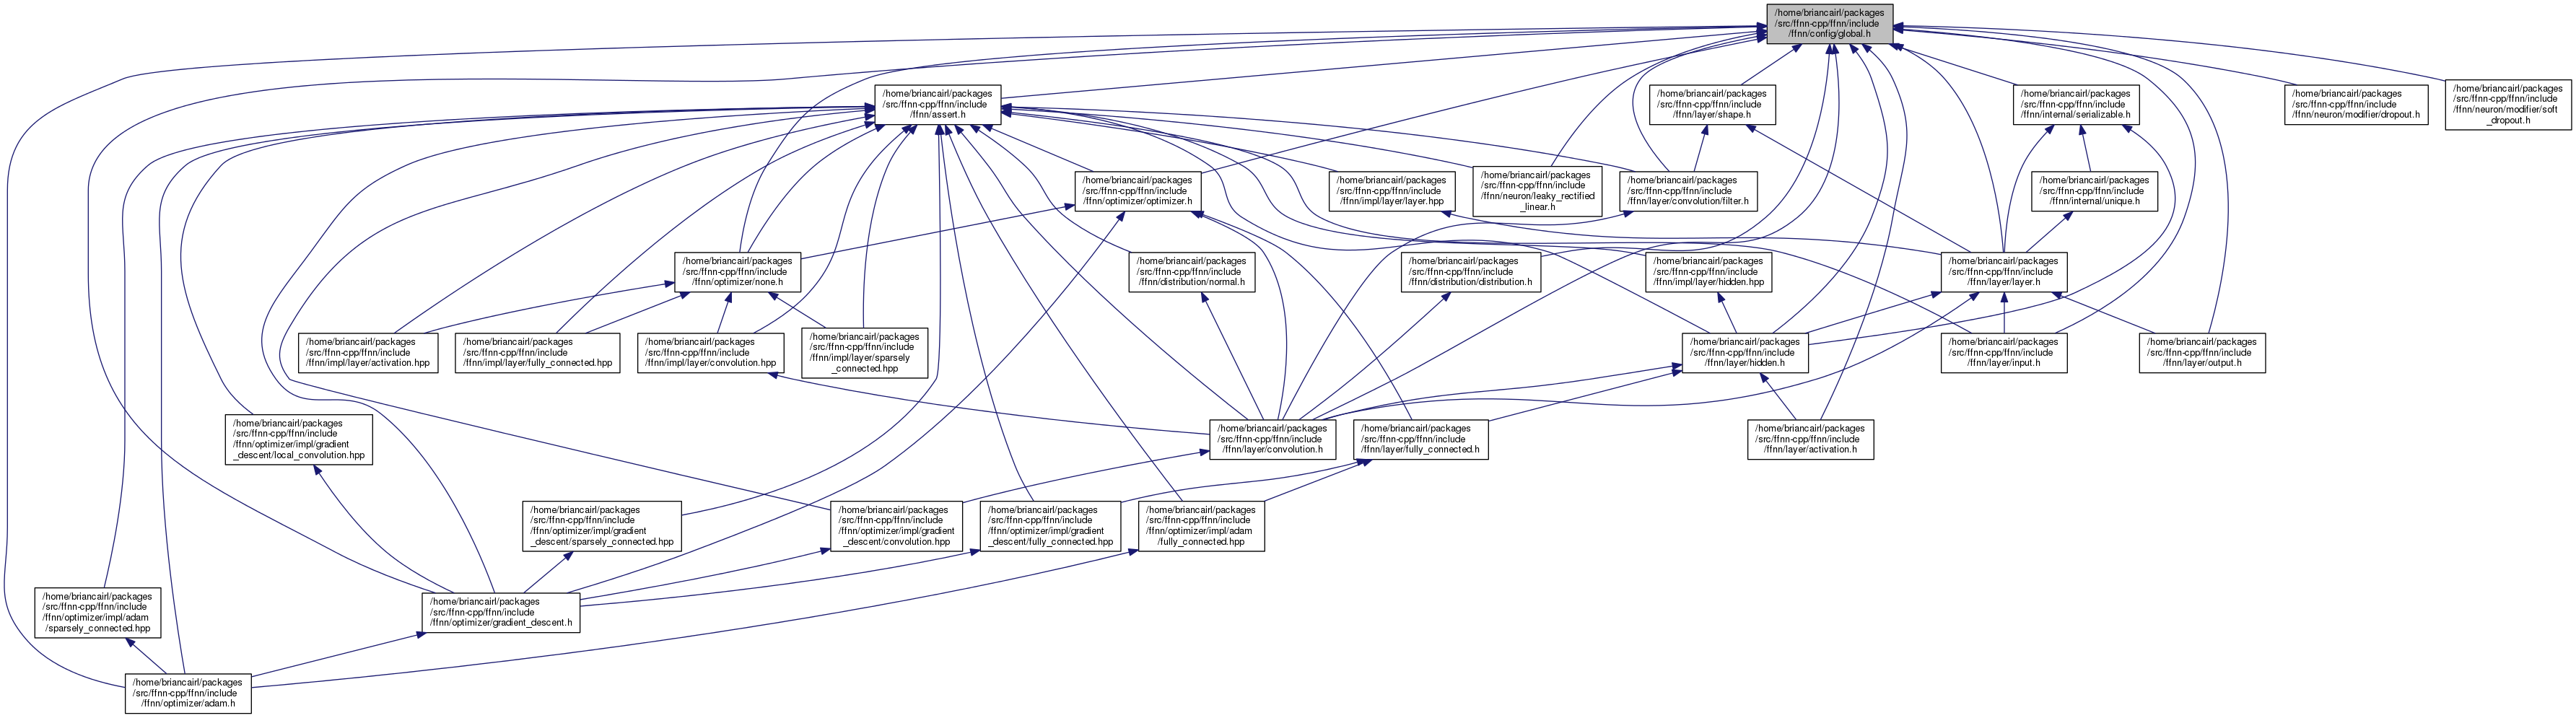 /home/briancairl/packages
/src/ffnn-cpp/ffnn/include
/ffnn/config/global.h
/home/briancairl/packages
/src/ffnn-cpp/ffnn/include
/ffnn/assert.h
/home/briancairl/packages
/src/ffnn-cpp/ffnn/include
/ffnn/layer/shape.h
/home/briancairl/packages
/src/ffnn-cpp/ffnn/include
/ffnn/internal/serializable.h
/home/briancairl/packages
/src/ffnn-cpp/ffnn/include
/ffnn/neuron/modifier/dropout.h
/home/briancairl/packages
/src/ffnn-cpp/ffnn/include
/ffnn/neuron/modifier/soft
_dropout.h
/home/briancairl/packages
/src/ffnn-cpp/ffnn/include
/ffnn/optimizer/optimizer.h
/home/briancairl/packages
/src/ffnn-cpp/ffnn/include
/ffnn/impl/layer/layer.hpp
/home/briancairl/packages
/src/ffnn-cpp/ffnn/include
/ffnn/neuron/leaky_rectified
_linear.h
/home/briancairl/packages
/src/ffnn-cpp/ffnn/include
/ffnn/layer/convolution/filter.h
/home/briancairl/packages
/src/ffnn-cpp/ffnn/include
/ffnn/internal/unique.h
/home/briancairl/packages
/src/ffnn-cpp/ffnn/include
/ffnn/optimizer/none.h
/home/briancairl/packages
/src/ffnn-cpp/ffnn/include
/ffnn/distribution/normal.h
/home/briancairl/packages
/src/ffnn-cpp/ffnn/include
/ffnn/distribution/distribution.h
/home/briancairl/packages
/src/ffnn-cpp/ffnn/include
/ffnn/impl/layer/hidden.hpp
/home/briancairl/packages
/src/ffnn-cpp/ffnn/include
/ffnn/layer/layer.h
/home/briancairl/packages
/src/ffnn-cpp/ffnn/include
/ffnn/impl/layer/activation.hpp
/home/briancairl/packages
/src/ffnn-cpp/ffnn/include
/ffnn/impl/layer/fully_connected.hpp
/home/briancairl/packages
/src/ffnn-cpp/ffnn/include
/ffnn/impl/layer/convolution.hpp
/home/briancairl/packages
/src/ffnn-cpp/ffnn/include
/ffnn/impl/layer/sparsely
_connected.hpp
/home/briancairl/packages
/src/ffnn-cpp/ffnn/include
/ffnn/layer/hidden.h
/home/briancairl/packages
/src/ffnn-cpp/ffnn/include
/ffnn/layer/input.h
/home/briancairl/packages
/src/ffnn-cpp/ffnn/include
/ffnn/layer/output.h
/home/briancairl/packages
/src/ffnn-cpp/ffnn/include
/ffnn/optimizer/impl/gradient
_descent/local_convolution.hpp
/home/briancairl/packages
/src/ffnn-cpp/ffnn/include
/ffnn/layer/convolution.h
/home/briancairl/packages
/src/ffnn-cpp/ffnn/include
/ffnn/layer/fully_connected.h
/home/briancairl/packages
/src/ffnn-cpp/ffnn/include
/ffnn/layer/activation.h
/home/briancairl/packages
/src/ffnn-cpp/ffnn/include
/ffnn/optimizer/impl/gradient
_descent/sparsely_connected.hpp
/home/briancairl/packages
/src/ffnn-cpp/ffnn/include
/ffnn/optimizer/impl/gradient
_descent/convolution.hpp
/home/briancairl/packages
/src/ffnn-cpp/ffnn/include
/ffnn/optimizer/impl/gradient
_descent/fully_connected.hpp
/home/briancairl/packages
/src/ffnn-cpp/ffnn/include
/ffnn/optimizer/impl/adam
/fully_connected.hpp
/home/briancairl/packages
/src/ffnn-cpp/ffnn/include
/ffnn/optimizer/impl/adam
/sparsely_connected.hpp
/home/briancairl/packages
/src/ffnn-cpp/ffnn/include
/ffnn/optimizer/gradient_descent.h
/home/briancairl/packages
/src/ffnn-cpp/ffnn/include
/ffnn/optimizer/adam.h